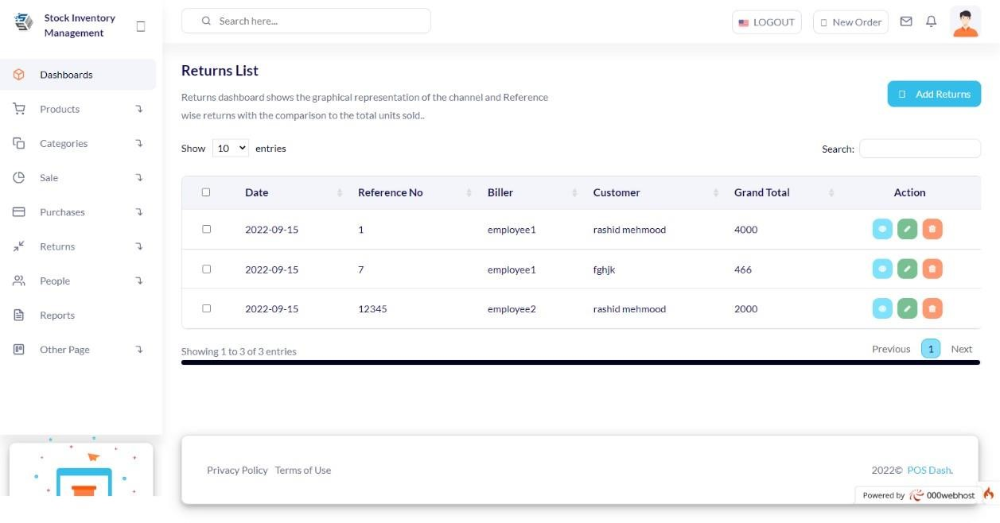 Stock Inventory
Management
Search here...
LOGOUT
New Order
Dashboards
Products
Categories
Sale
Purchases
Returns
People
Reports
Other Page
Returns List
Returns dashboard shows the graphical representation of the channel and Reference
wise returns with the comparison to the total units sold..
Add Returns
Show 10 entries
Search:
Date Reference No Biller Customer Grand Total Action
2022-09-15 1 employee1 rashid mehmood 4000
2022-09-15 7 employee1 fghjk 466
2022-09-15 12345 employee2 rashid mehmood 2000
Showing 1 to 3 of 3 entries
Previous 1 Next
Privacy Policy Terms of Use
2022© POS Dash.
Powered by 000webhost